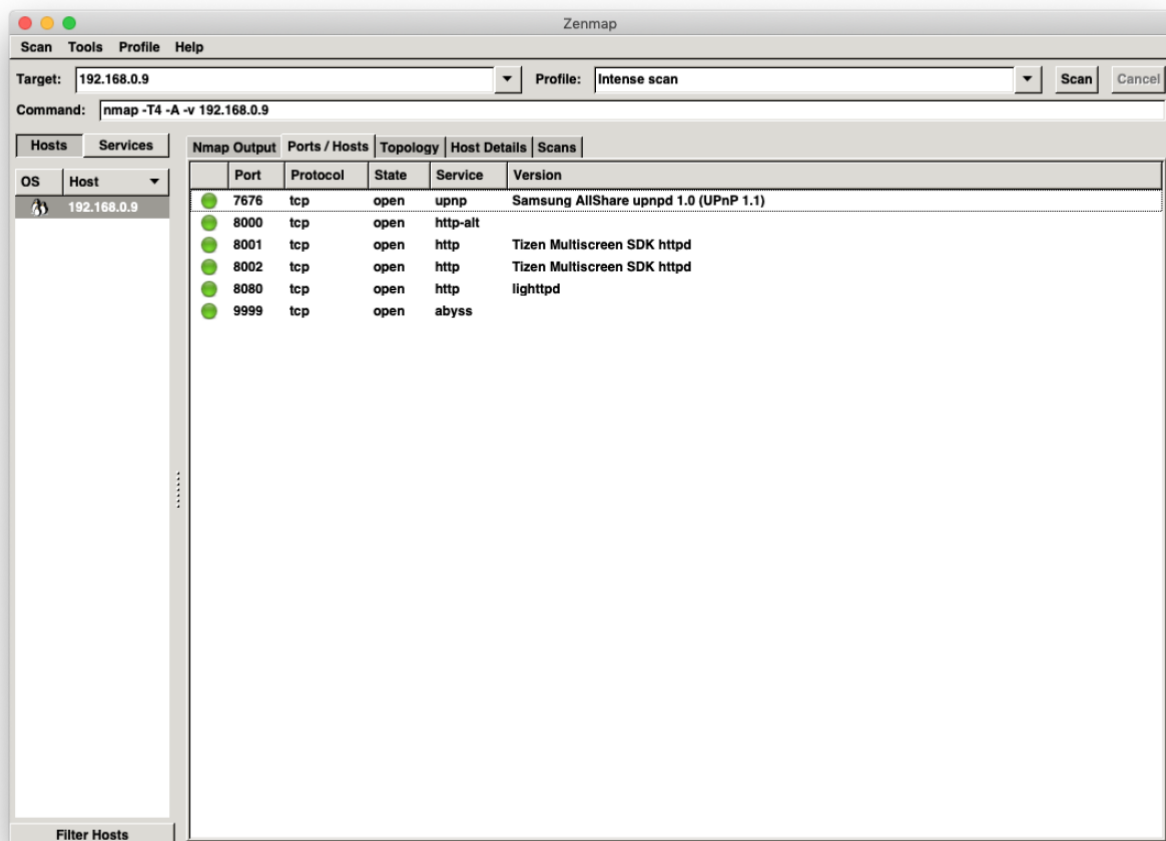 Zenmap
Scan Tools Profile Help
Target: 192.168.0.9 Profile: Intense scan Scan Cancel
Command: nmap -T4 -A -v 192.168.0.9
Hosts Services Nmap Output Ports / Hosts Topology Host Details Scans
OS Host Port Protocol State Service Version
192.168.0.9 7676 tcp open upnp Samsung AllShare upnpd 1.0 (UPnP 1.1)
8000 tcp open http-alt
8001 tcp open http Tizen Multiscreen SDK httpd
8002 tcp open http Tizen Multiscreen SDK httpd
8080 tcp open http lighttpd
9999 tcp open abyss
Filter Hosts